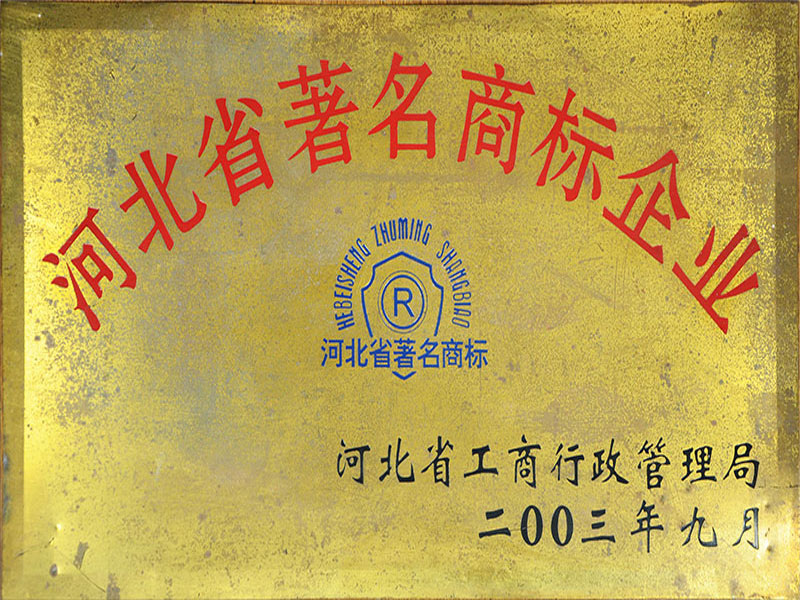 河北省著名商标企业
HEBEISHENG ZHUMING SHANGBIAO
R
河北省著名商标
河北省工商行政管理局
二00三年九月